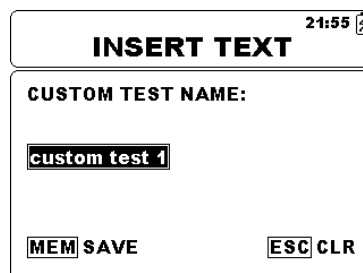 21:55
INSERT TEXT
CUSTOM TEST NAME:
custom test 1
MEM SAVE
ESC CLR